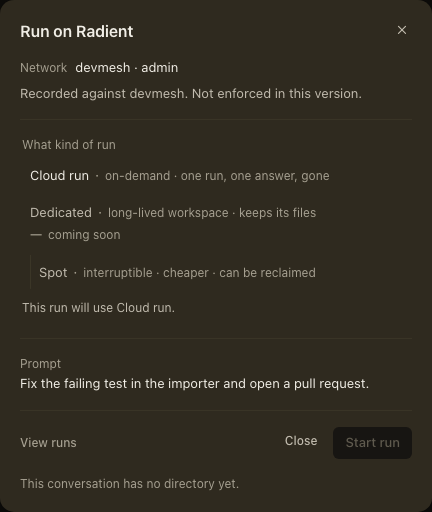 Run on Radient
Network devmesh · admin
Recorded against devmesh. Not enforced in this version.
What kind of run
Cloud run · on-demand · one run, one answer, gone
Dedicated · long-lived workspace · keeps its files
— coming soon
Spot · interruptible · cheaper · can be reclaimed
This run will use Cloud run.
Prompt
Fix the failing test in the importer and open a pull request.
View runs Close Start run
This conversation has no directory yet.